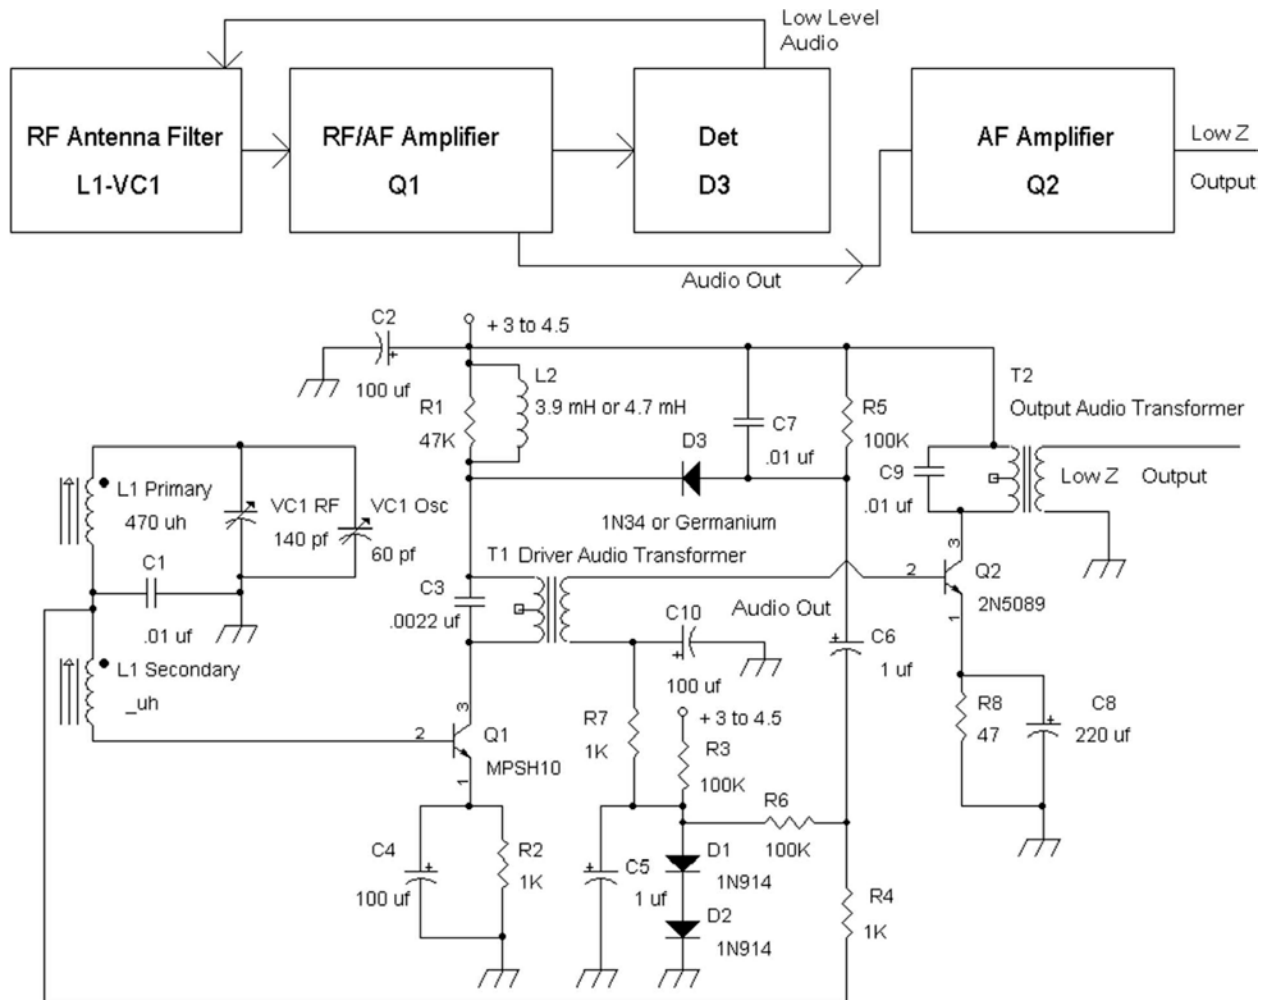 Low Level
Audio
RF Antenna Filter
L1-VC1
RF/AF Amplifier
Q1
Det
D3
AF Amplifier
Q2
Low Z
Output
Audio Out
C2
100 uf
+ 3 to 4.5
R1
47K
L2
3.9 mH or 4.7 mH
D3
1N34 or Germanium
C7
.01 uf
R5
100K
T2
Output Audio Transformer
C9
.01 uf
Low Z Output
L1 Primary
470 uh
VC1 RF
140 pf
VC1 Osc
60 pf
C1
.01 uf
L1 Secondary
_uh
T1 Driver Audio Transformer
C3
.0022 uf
Audio Out
C10
100 uf
C6
1 uf
3
2
Q2
2N5089
1
3
2
Q1
MPSH10
1
R7
1K
+ 3 to 4.5
R3
100K
R8
47
C8
220 uf
R6
100K
C4
100 uf
R2
1K
C5
1 uf
D1
1N914
D2
1N914
R4
1K